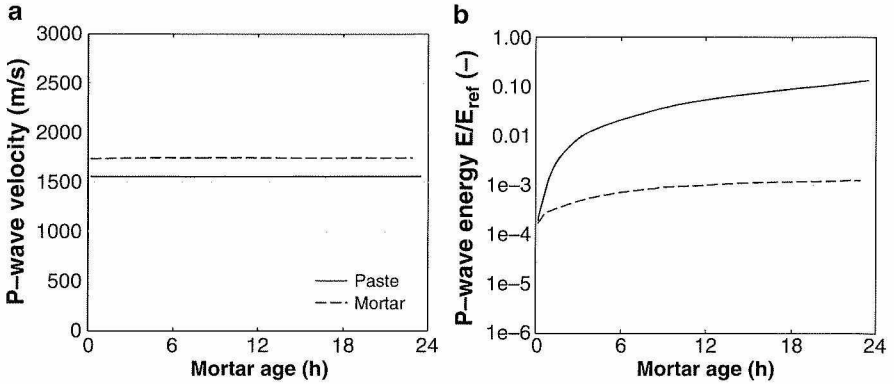 a
P-wave velocity (m/s)
3000
2500
2000
1500
1000
500
0
Paste
Mortar
0 6 12 18 24
Mortar age (h)
b
P-wave energy E/E_ref (-)
1.00
0.10
0.01
1e-3
1e-4
1e-5
1e-6
0 6 12 18 24
Mortar age (h)